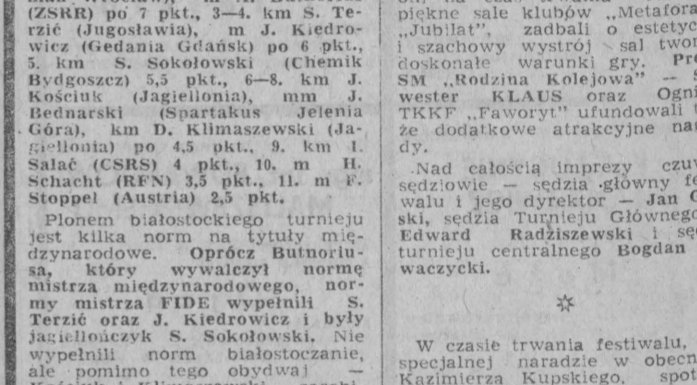 (ZSRR) po 7 pkt., 3—4. km S. Te-
rzić (Jugosławia), m J. Kiedro-
wicz (Gedania Gdańsk) po 6 pkt.,
5. km S. Sokołowski (Chemik
Bydgoszcz) 5,5 pkt., 6—8. km J.
Kościuk (Jagiellonia), mm J.
Bednarski (Spartakus Jelenia
Góra), km D. Klimaszewski (Ja-
giellonia) po 4,5 pkt., 9. km I.
Salać (CSRS) 4 pkt., 10. m H.
Schacht (RFN) 3,5 pkt., 11. m F.
Stoppel (Austria) 2,5 pkt.
Plonem białostockiego turnieju
jest kilka norm na tytuły mię-
dzynarodowe. Oprócz Butnoriu-
sa, który wywalczył normę
mistrza międzynarodowego, nor-
my mistrza FIDE wypełnili S.
Terzić oraz J. Kiedrowicz i były
jagiellończyk S. Sokołowski. Nie
wypełnili norm białostoczanie,
ale pomimo tego obydwaj —
piękne sale klubów „Metafora
„Jubilat”, zadbali o estetyc
i szachowy wystrój sal twor
doskonałe warunki gry. Pre
SM „Rodzina Kolejowa” —
wester KLAUS oraz Ogni
TKKF „Faworyt” ufundowali
że dodatkowe atrakcyjne nag
dy.
Nad całością imprezy czu
sędziowie — sędzia główny fe
walu i jego dyrektor — Jan
ski, sędzia Turnieju Głównego
Edward Radziszewski i sę
turnieju centralnego Bogdan
waczycki.
W czasie trwania festiwalu,
specjalnej naradzie w obecn
Kazimierza Kupskiego, spor